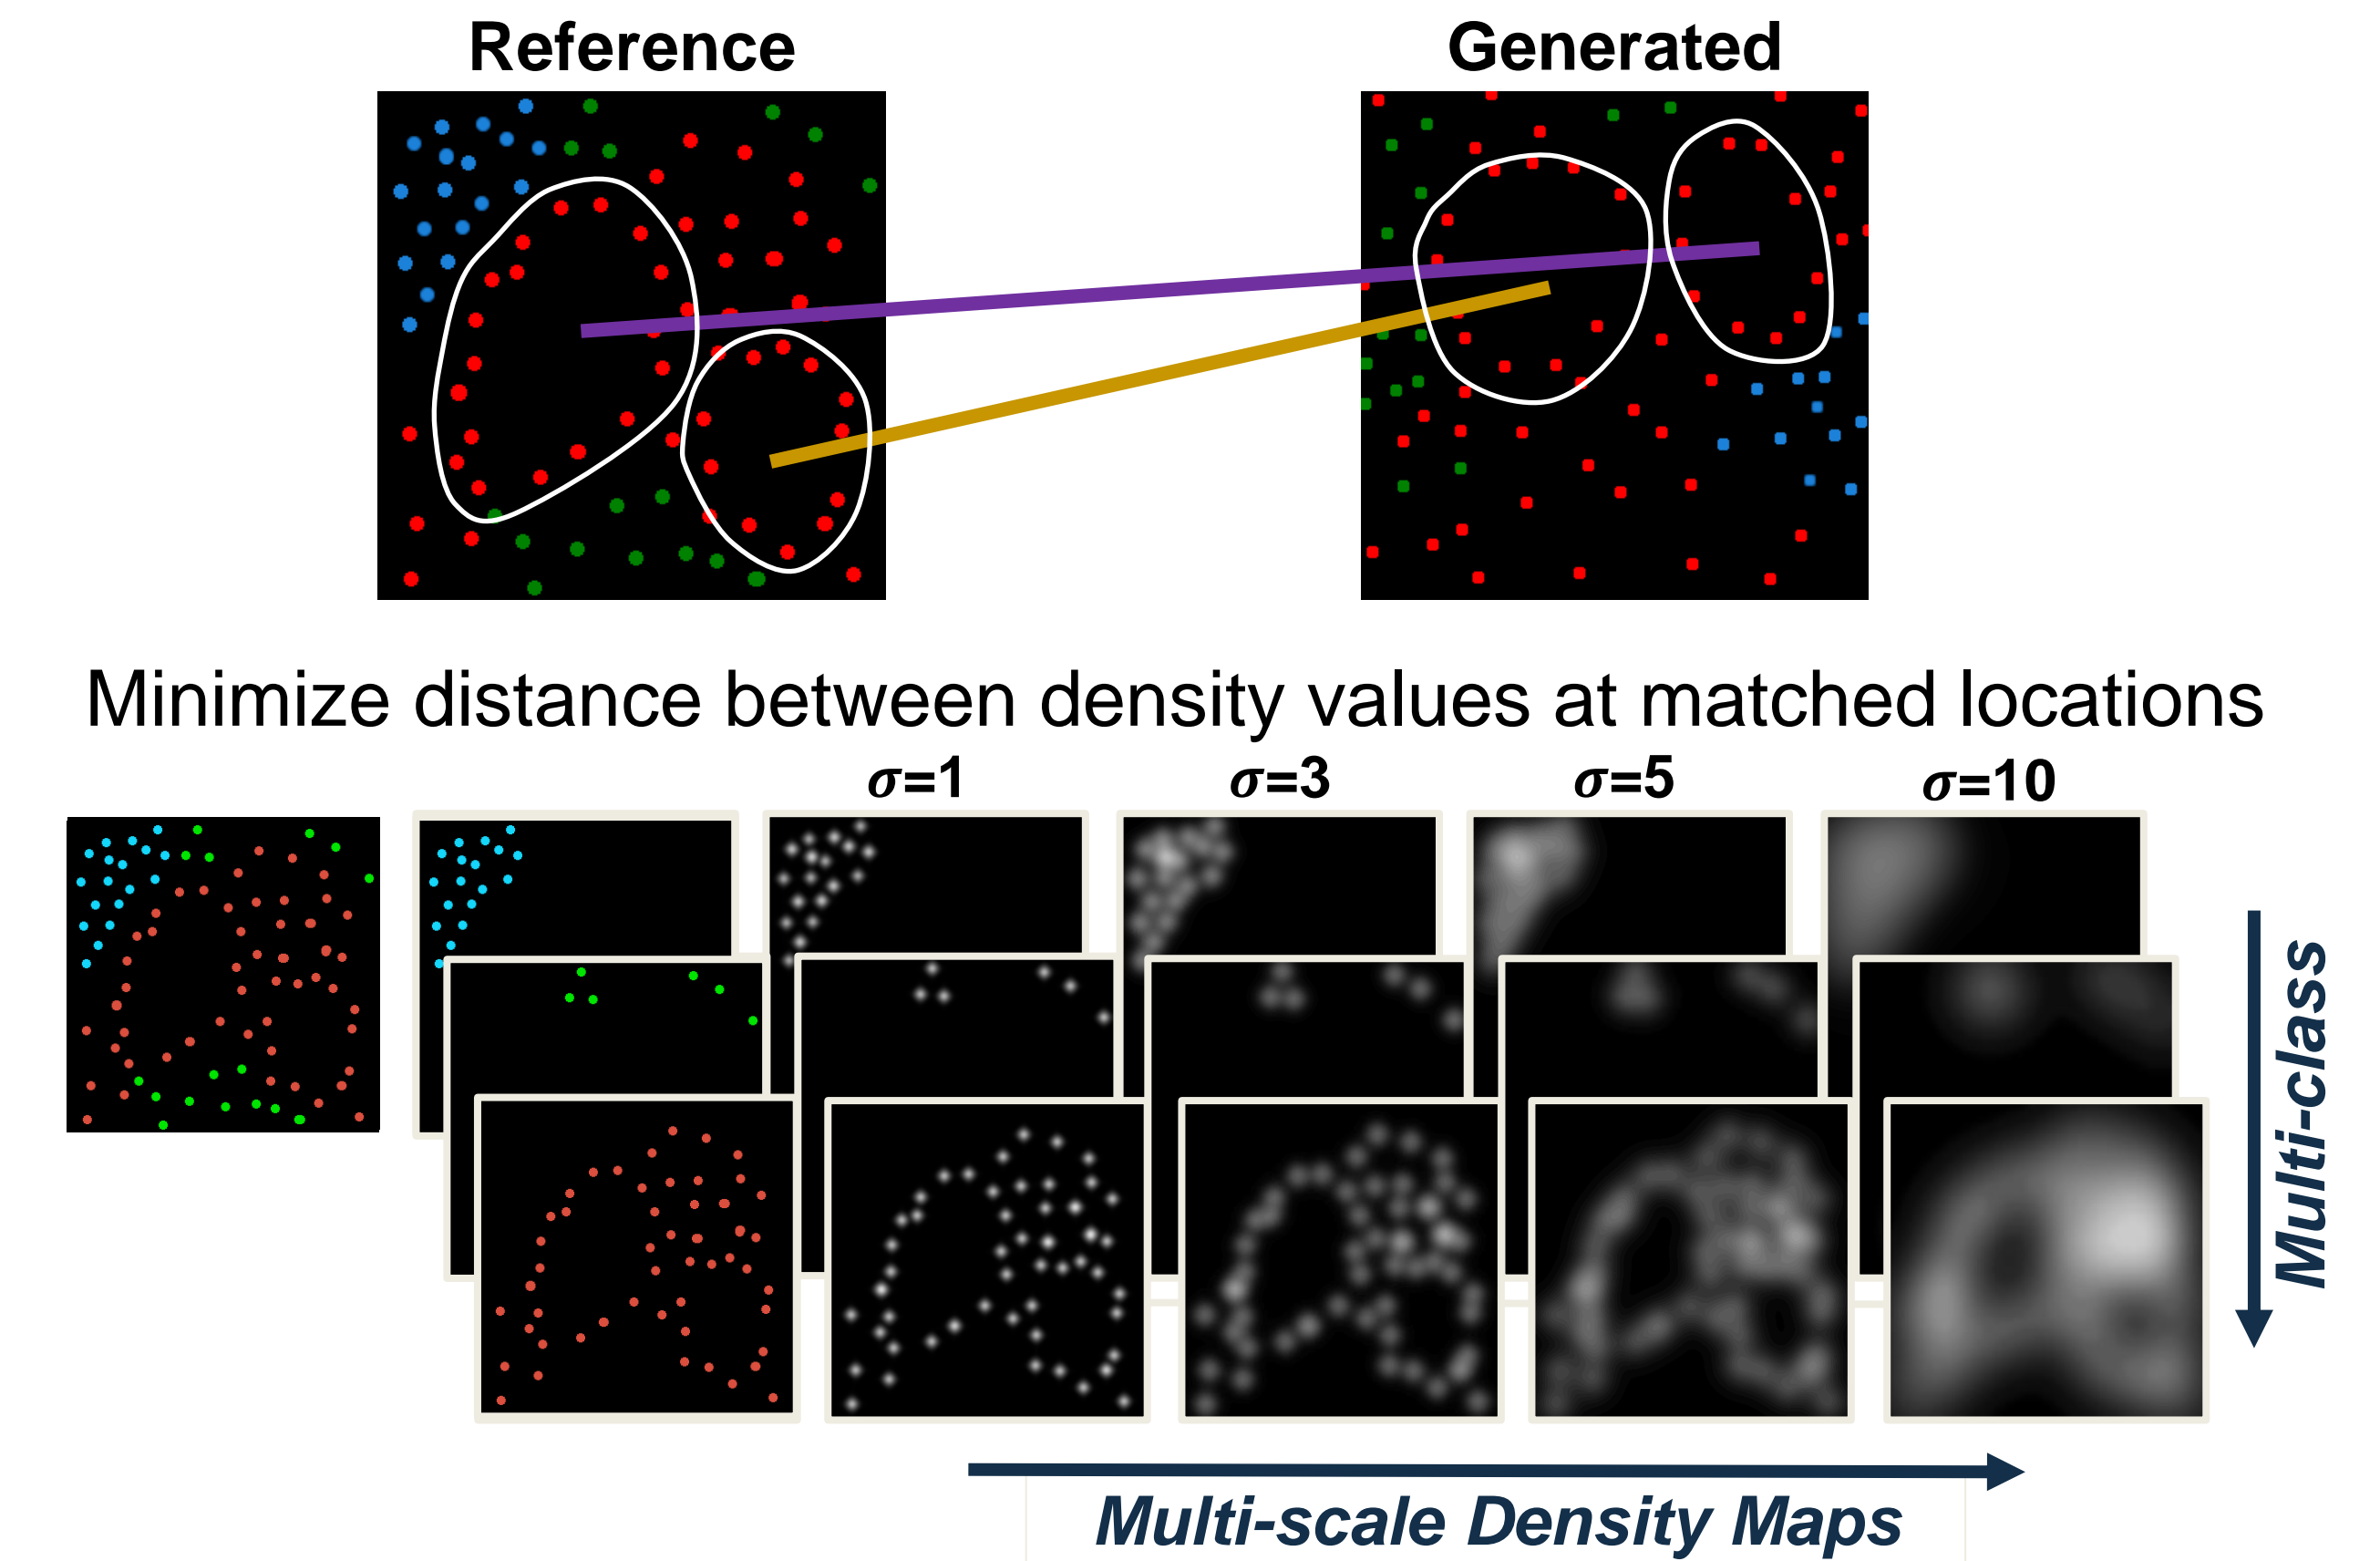 Reference
Generated
Minimize distance between density values at matched locations
σ=1
σ=3
σ=5
σ=10
Multi-class
Multi-scale Density Maps